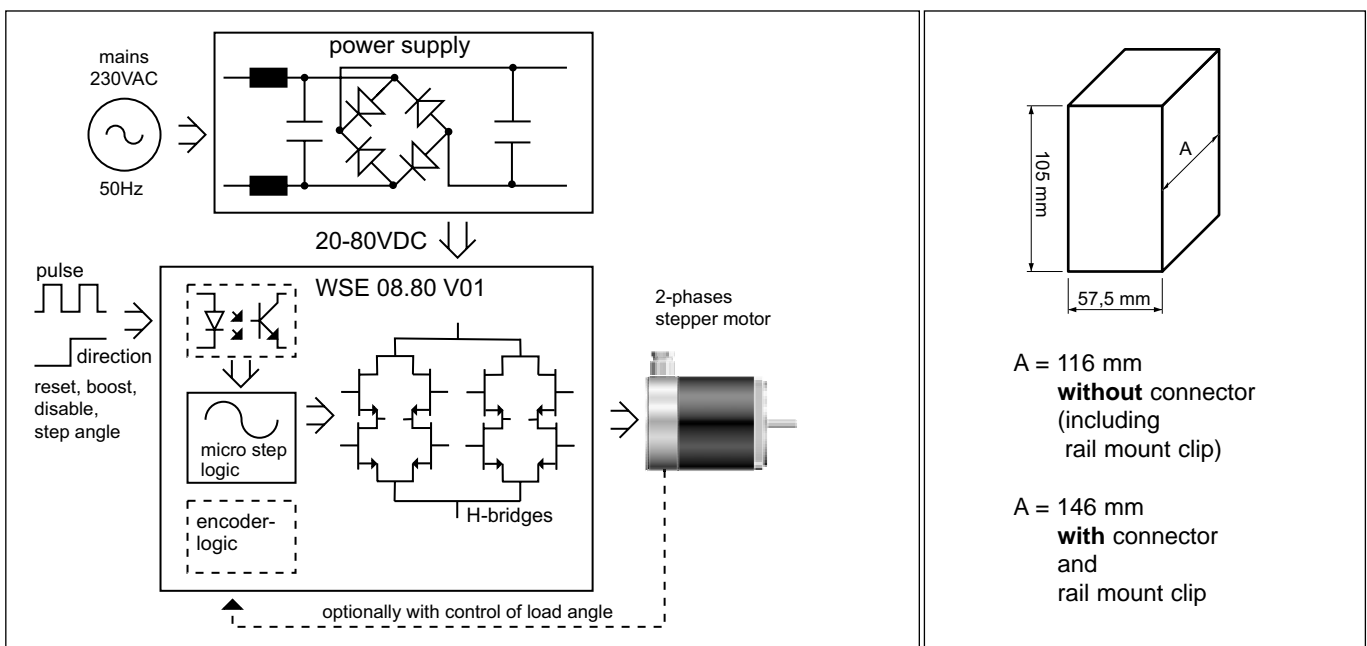 power supply
mains
230VAC
50Hz
20-80VDC
pulse
direction
reset, boost,
disable,
step angle
WSE 08.80 V01
micro step
logic
encoder-
logic
H-bridges
2-phases
stepper motor
optionally with control of load angle
A
105 mm
57,5 mm
A = 116 mm
without connector
(including
rail mount clip)
A = 146 mm
with connector
and
rail mount clip